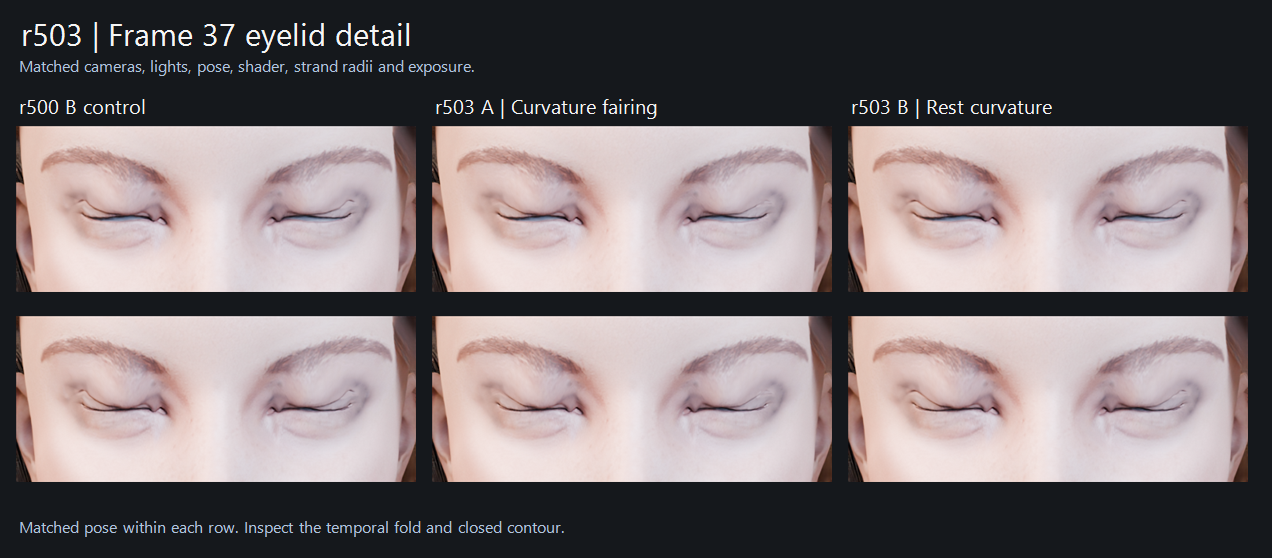 r503 | Frame 37 eyelid detail
Matched cameras, lights, pose, shader, strand radii and exposure.
r500 B control
r503 A | Curvature fairing
r503 B | Rest curvature
Matched pose within each row. Inspect the temporal fold and closed contour.